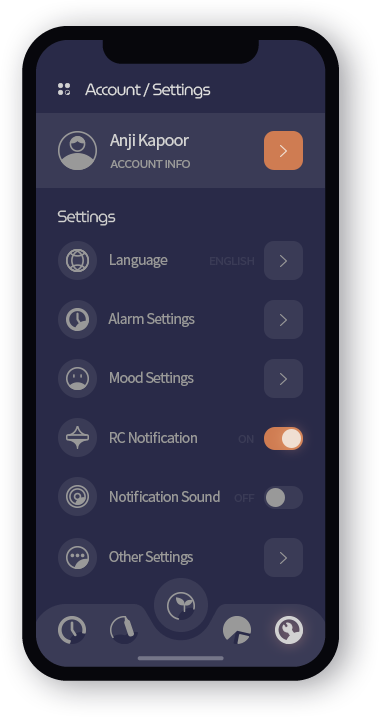 Account / Settings
Anji Kapoor
ACCOUNT INFO
Settings
Language ENGLISH
Alarm Settings
Mood Settings
RC Notification ON
Notification Sound OFF
Other Settings